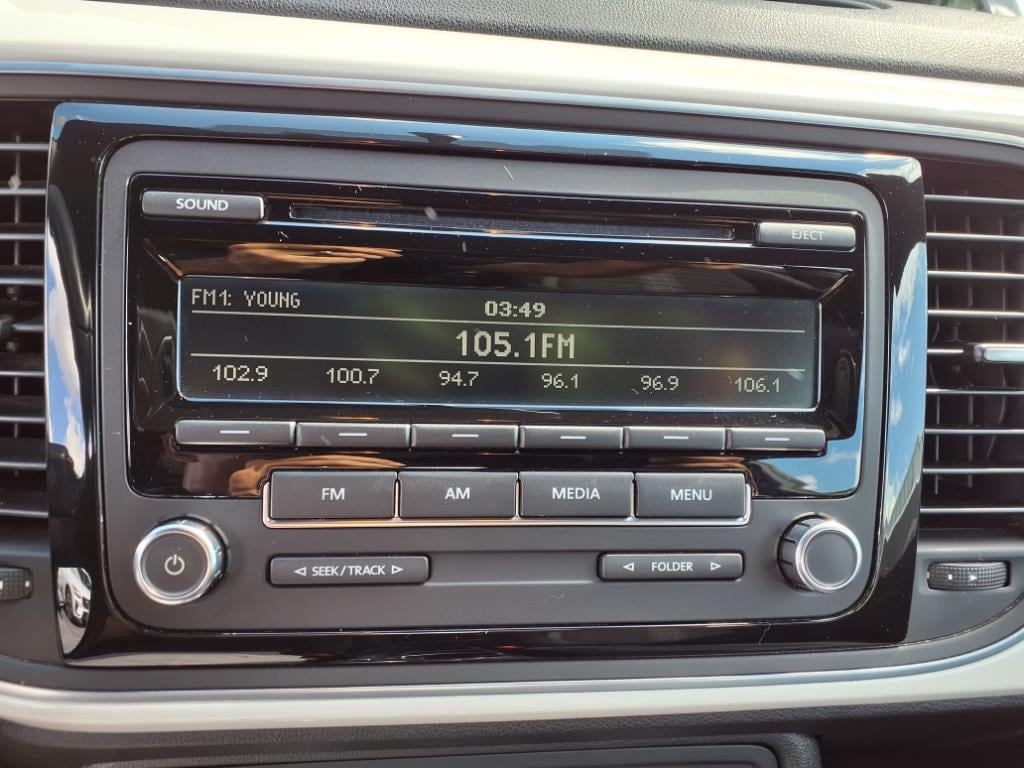 SOUND
EJECT
FM1: YOUNG
03:49
105.1FM
102.9 100.7 94.7 96.1 96.9 106.1
FM AM MEDIA MENU
◁ SEEK/TRACK ▷
◁ FOLDER ▷